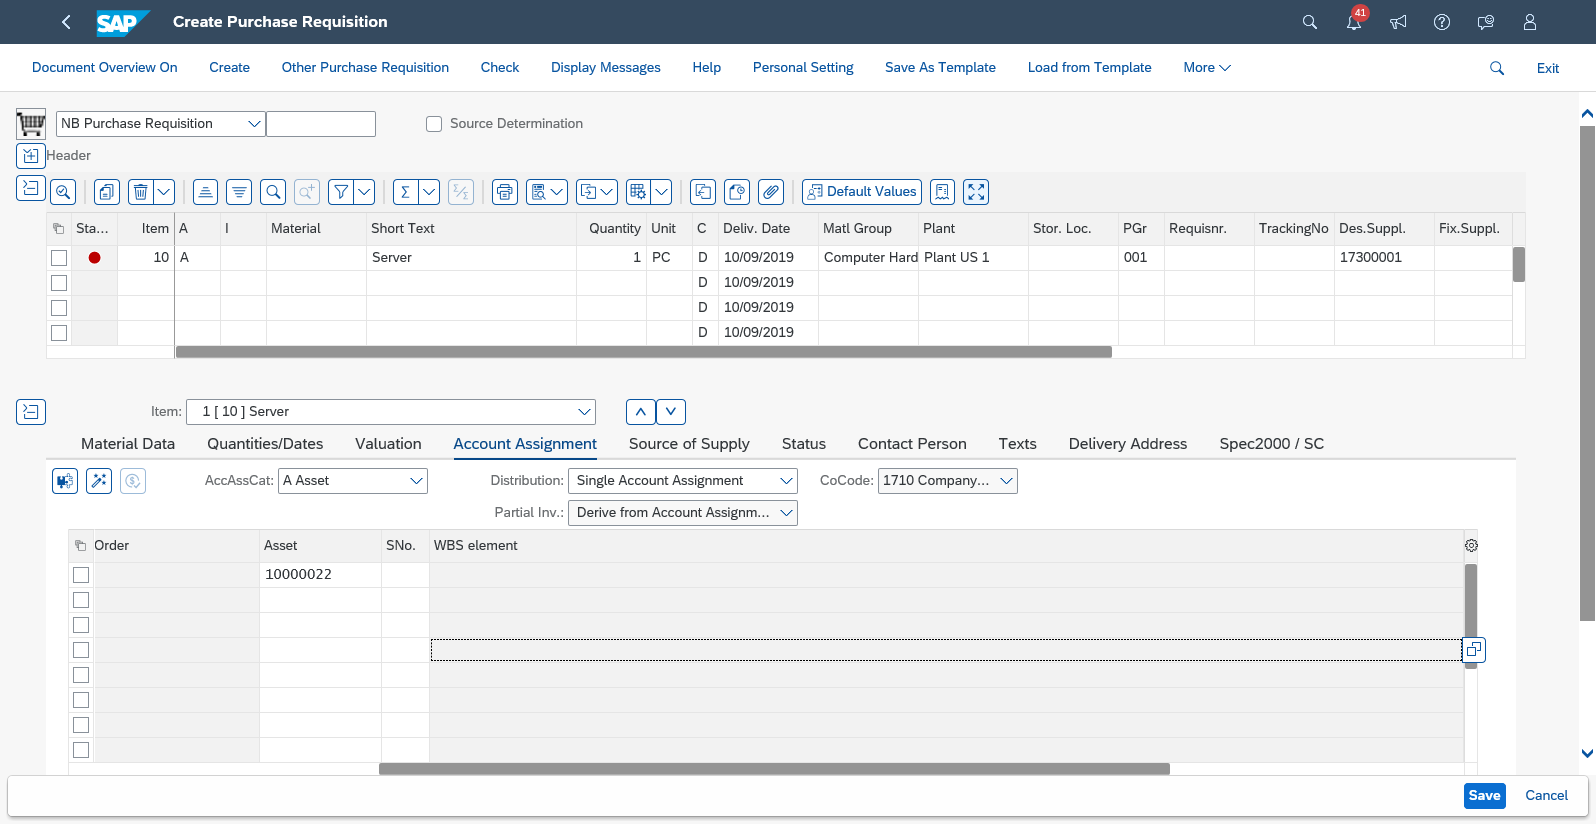 SAP Create Purchase Requisition 41
Document Overview On Create Other Purchase Requisition Check Display Messages Help Personal Setting Save As Template Load from Template More Exit
NB Purchase Requisition Source Determination
Header
Default Values
Sta... Item A I Material Short Text Quantity Unit C Deliv. Date Matl Group Plant Stor. Loc. PGr Requisnr. TrackingNo Des.Suppl. Fix.Suppl.
10 A Server 1 PC D 10/09/2019 Computer Hard Plant US 1 001 17300001
D 10/09/2019
D 10/09/2019
D 10/09/2019
Item: 1 [ 10 ] Server
Material Data Quantities/Dates Valuation Account Assignment Source of Supply Status Contact Person Texts Delivery Address Spec2000 / SC
AccAssCat: A Asset Distribution: Single Account Assignment CoCode: 1710 Company...
Partial Inv.: Derive from Account Assignm...
Order Asset SNo. WBS element
10000022
Save Cancel